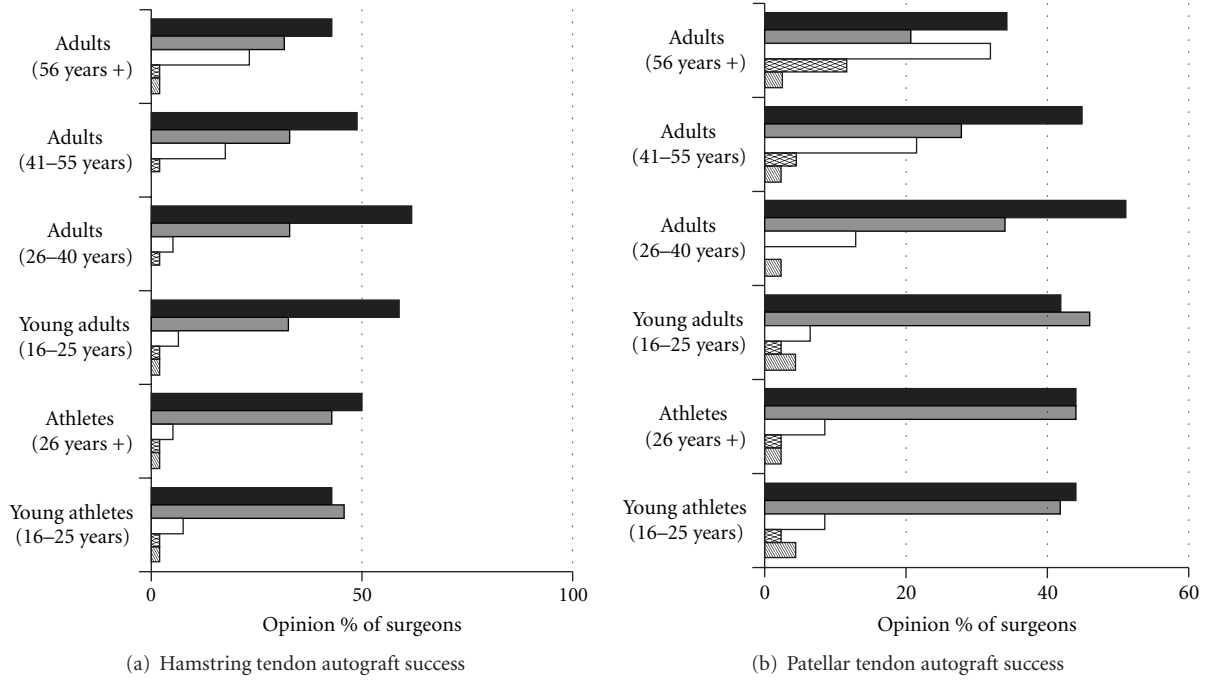 Adults
(56 years +)
Adults
(41–55 years)
Adults
(26–40 years)
Young adults
(16–25 years)
Athletes
(26 years +)
Young athletes
(16–25 years)
0
50
100
Opinion % of surgeons
(a) Hamstring tendon autograft success
Adults
(56 years +)
Adults
(41–55 years)
Adults
(26–40 years)
Young adults
(16–25 years)
Athletes
(26 years +)
Young athletes
(16–25 years)
0
20
40
60
Opinion % of surgeons
(b) Patellar tendon autograft success